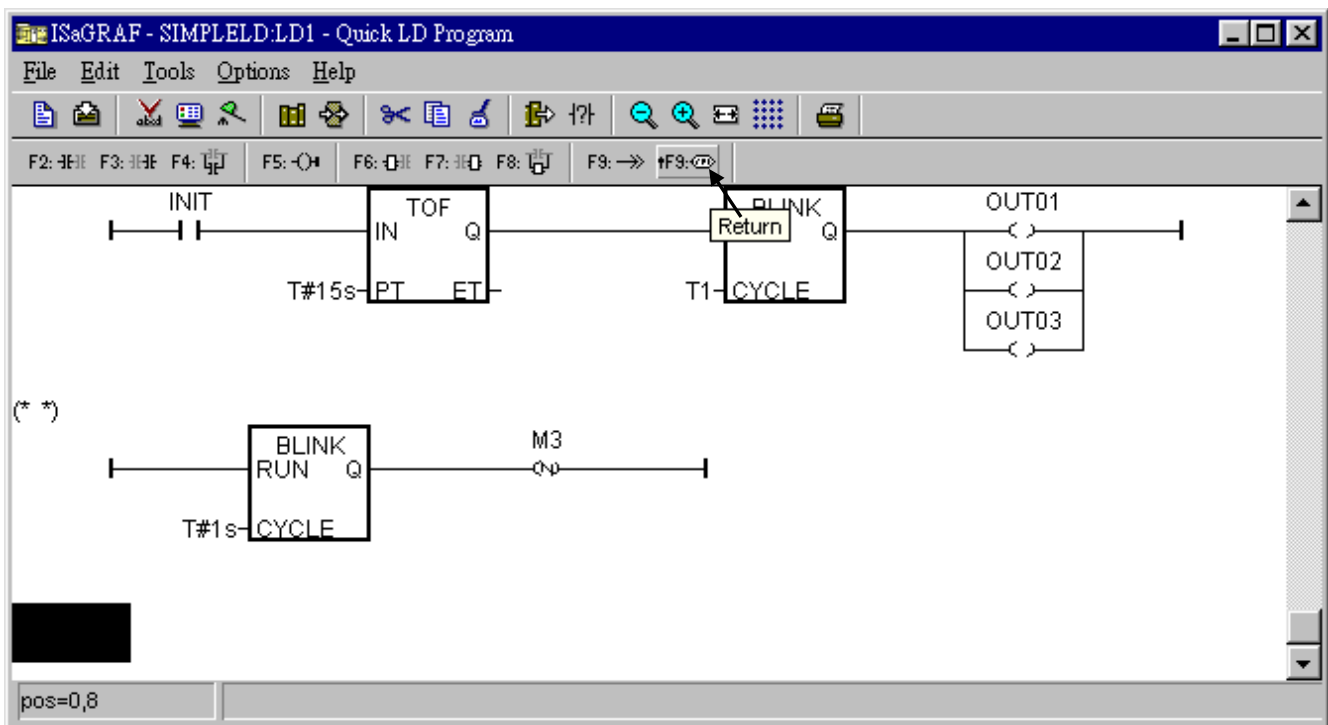 ISaGRAF - SIMPLELD:LD1 - Quick LD Program
File Edit Tools Options Help
F2: F3: F4: F5: F6: F7: F8: F9: F9:
INIT TOF BLINK OUT01
IN Q Return Q
OUT02
T#15s PT ET T1 CYCLE
OUT03
(* *)
BLINK M3
RUN Q N
T#1s CYCLE
pos=0,8